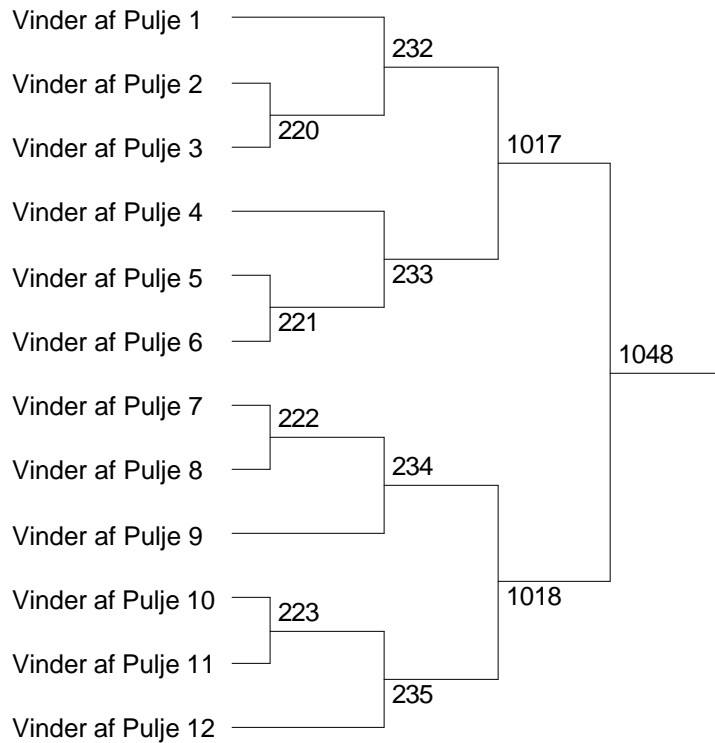 Vinder af Pulje 1
232
Vinder af Pulje 2
220
Vinder af Pulje 3
1017
Vinder af Pulje 4
233
Vinder af Pulje 5
221
Vinder af Pulje 6
1048
Vinder af Pulje 7
222
Vinder af Pulje 8
234
Vinder af Pulje 9
Vinder af Pulje 10
1018
223
Vinder af Pulje 11
235
Vinder af Pulje 12